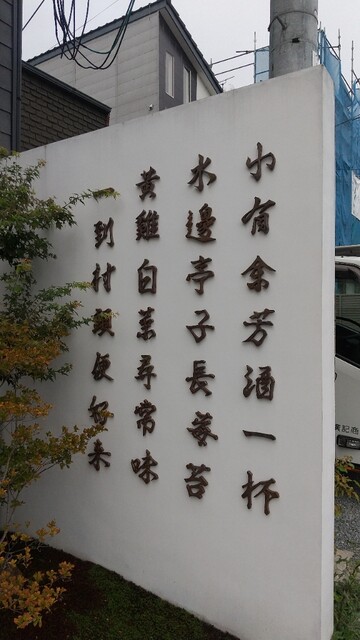 小有余芳酒一杯
水邊亭子長莓苔
黄雞白菜尋常味
一到村頭便来